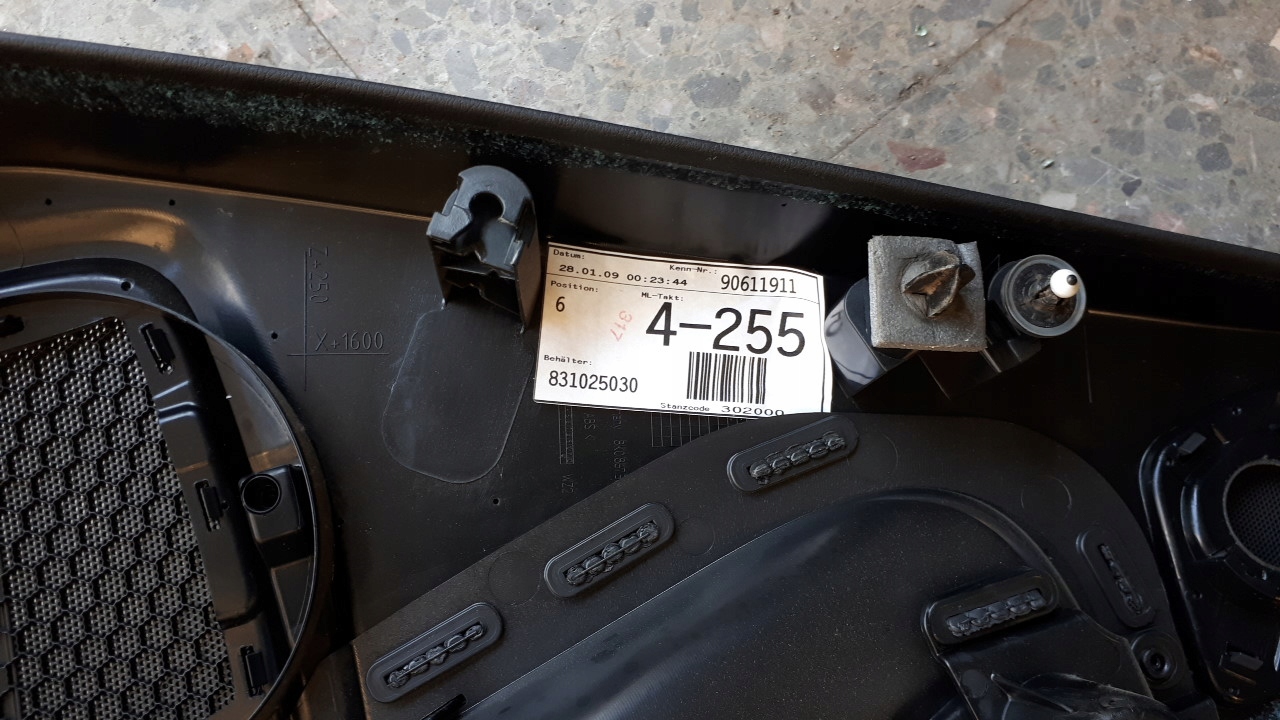 Datum: Kenn-Nr.:
28.01.09 00:23:44 90611911
Position: ML-Takt:
6 317 4-255
Behälter:
831025030
Stanzcode 302000
Z-250
X+1600